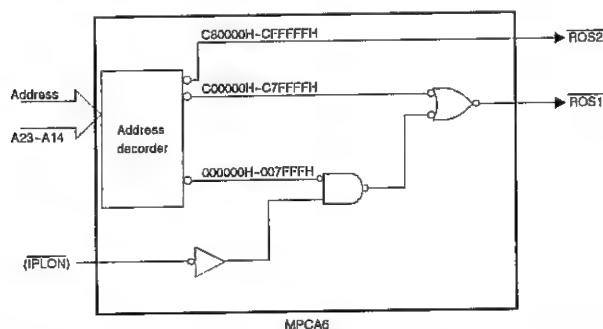 C80000H-CFFFFFH
ROS2
Address
C00000H-C7FFFFH
ROS1
A23-A14
Address
decorder
000000H-007FFFH
(IPLON)
MPCA6